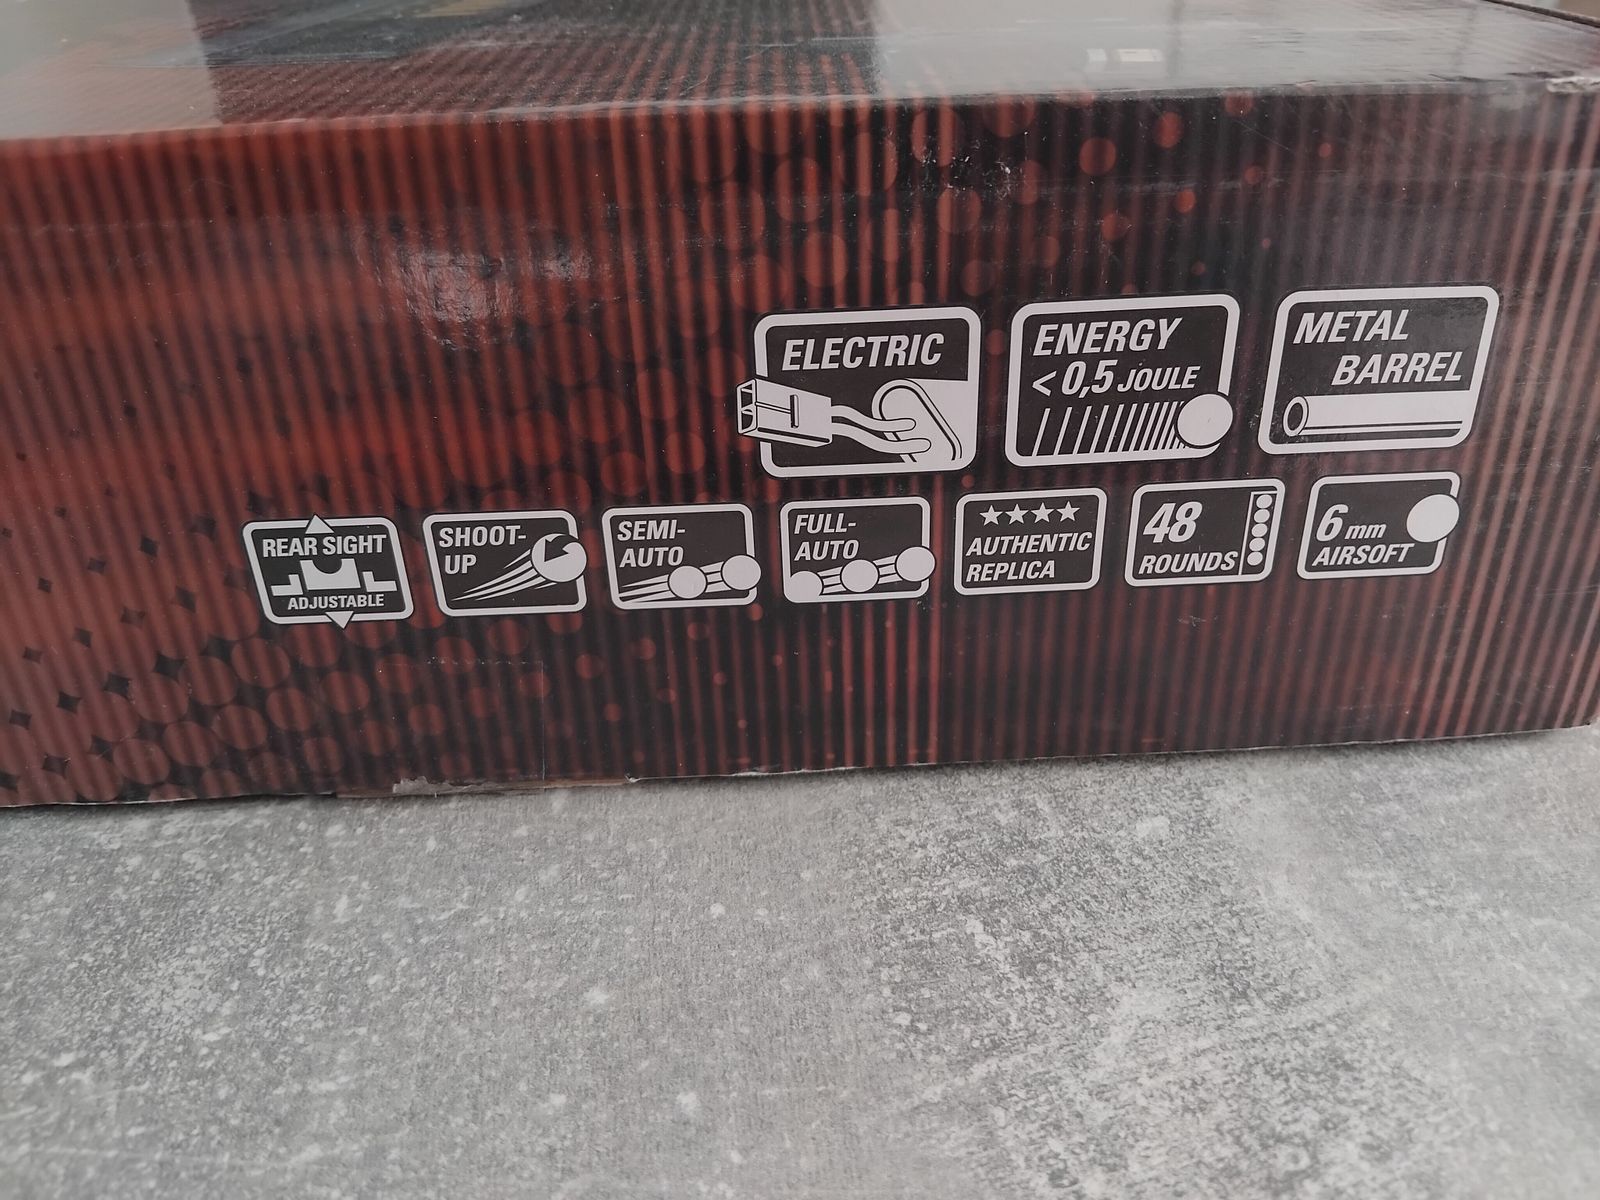 ELECTRIC
ENERGY
< 0,5 JOULE
METAL
BARREL
REAR SIGHT
ADJUSTABLE
SHOOT-
UP
SEMI-
AUTO
FULL-
AUTO
AUTHENTIC
REPLICA
48
ROUNDS
6 mm
AIRSOFT